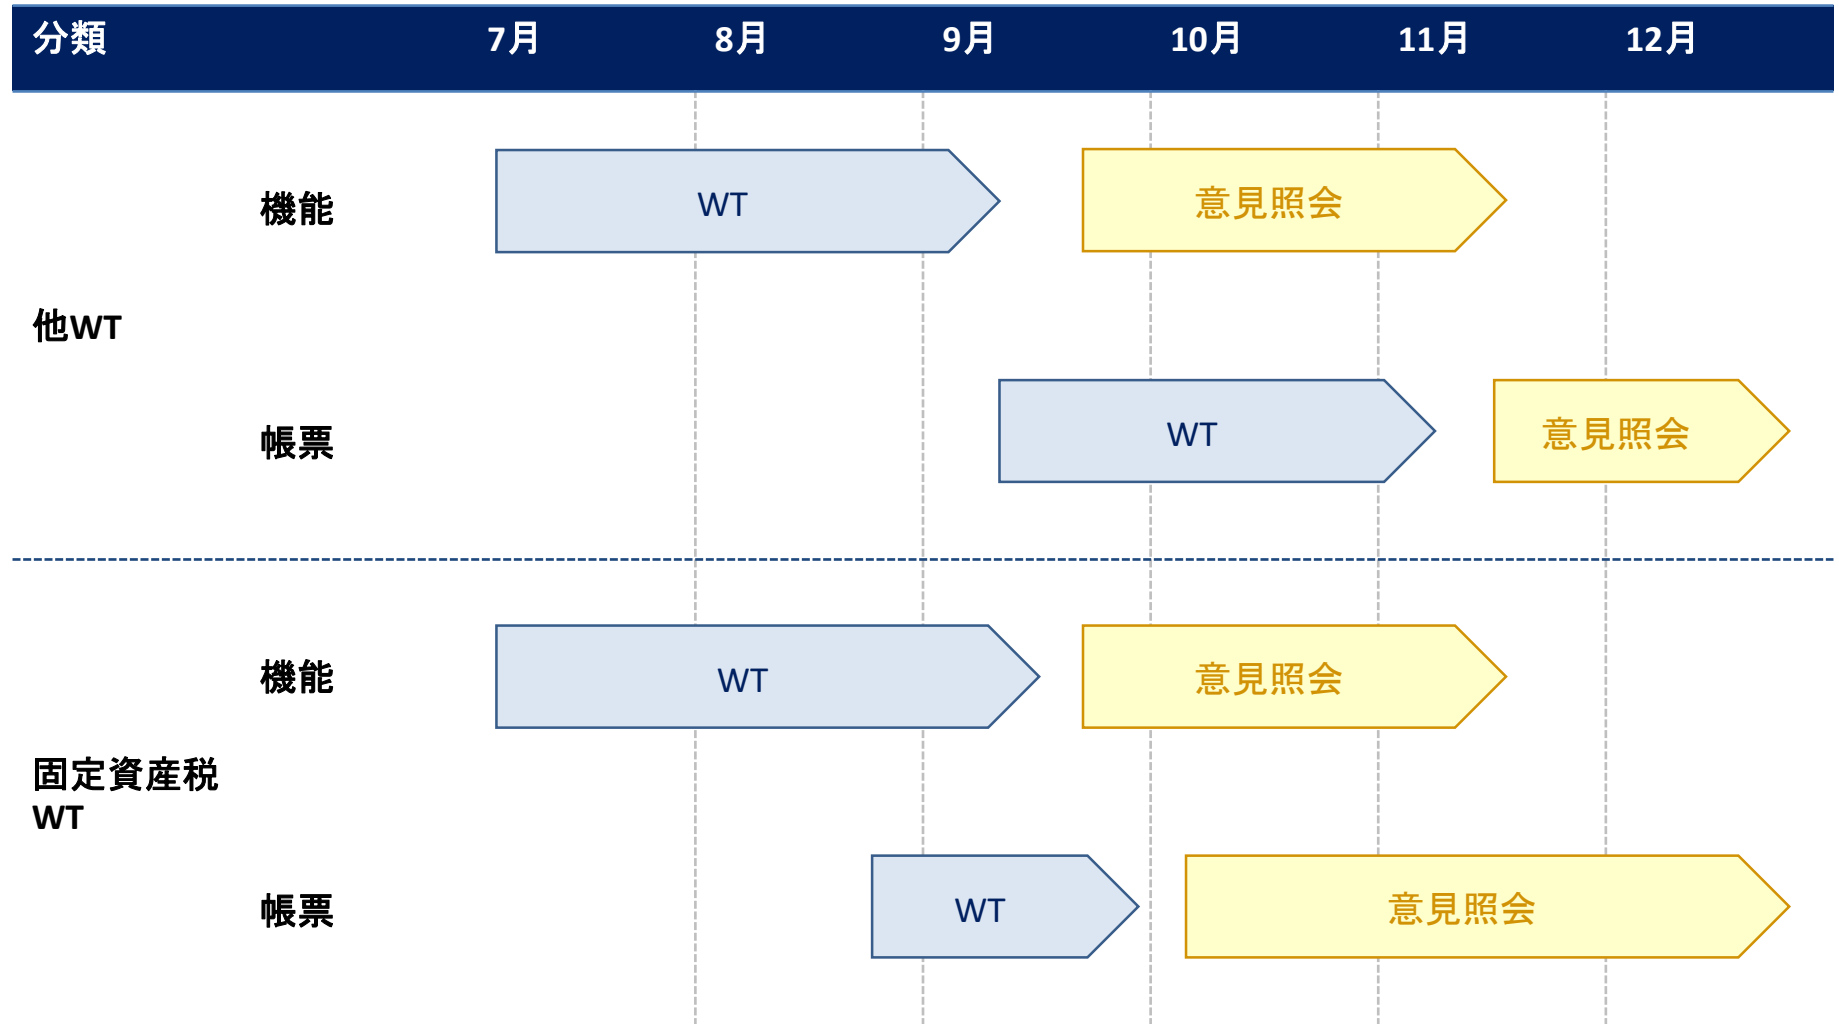 分類 7月 8月 9月 10月 11月 12月
機能 WT 意見照会
他WT
帳票 WT 意見照会
機能 WT 意見照会
固定資産税
WT
帳票 WT 意見照会